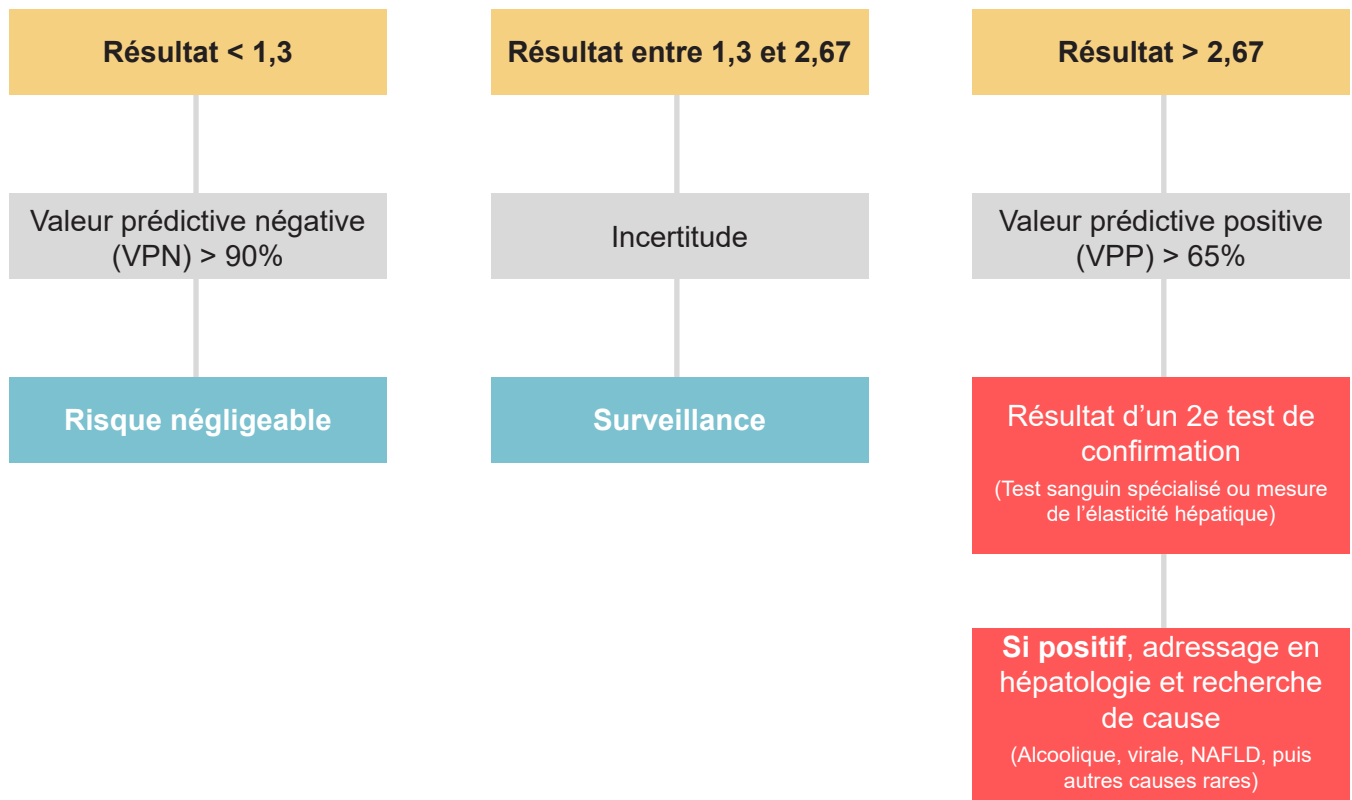 Résultat < 1,3
Valeur prédictive négative
(VPN) > 90%
Risque négligeable
Résultat entre 1,3 et 2,67
Incertitude
Surveillance
Résultat > 2,67
Valeur prédictive positive
(VPP) > 65%
Résultat d’un 2e test de
confirmation
(Test sanguin spécialisé ou mesure
de l’élasticité hépatique)
Si positif, adressage en
hépatologie et recherche
de cause
(Alcoolique, virale, NAFLD, puis
autres causes rares)